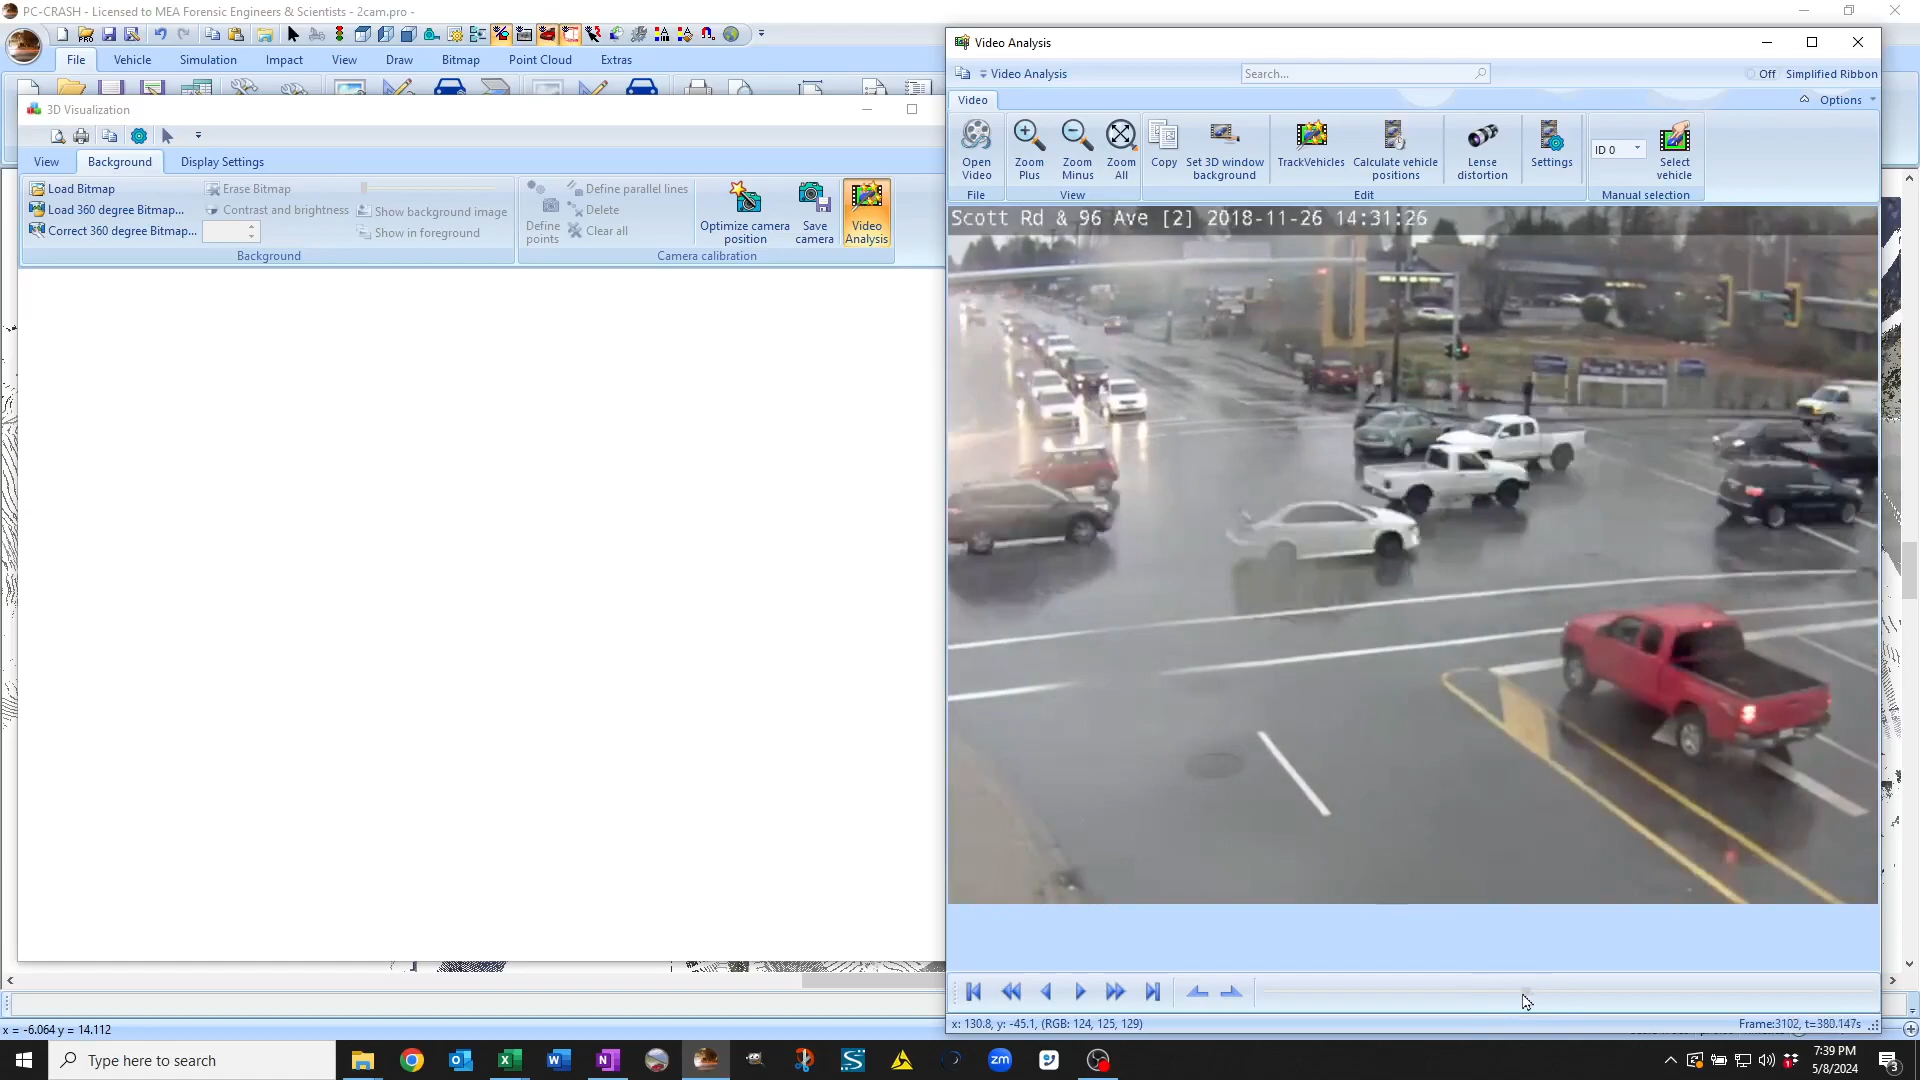 PC-CRASH - Licensed to MEA Forensic Engineers & Scientists - 2cam.pro -
File Vehicle Simulation Impact View Draw Bitmap Point Cloud Extras
3D Visualization
View Background Display Settings
Load Bitmap
Load 360 degree Bitmap...
Correct 360 degree Bitmap...
Erase Bitmap
Contrast and brightness
Show background image
Show in foreground
Background
Define points
Define parallel lines
Delete
Clear all
Optimize camera position
Save camera
Video Analysis
Camera calibration
Video Analysis
Video Analysis
Search...
Off Simplified Ribbon
Video
Options
Open Video
Zoom Plus
Zoom Minus
Zoom All
Copy
Set 3D window background
TrackVehicles
Calculate vehicle positions
Lense distortion
Settings
ID 0
Select vehicle
File View Edit Manual selection
Scott Rd & 96 Ave [2] 2018-11-26 14:31:26
x: 130.8, y: -45.1, (RGB: 124, 125, 129)
Frame:3102, t=380.147s
x = -6.064 y = 14.112
Type here to search
7:39 PM
5/8/2024
3